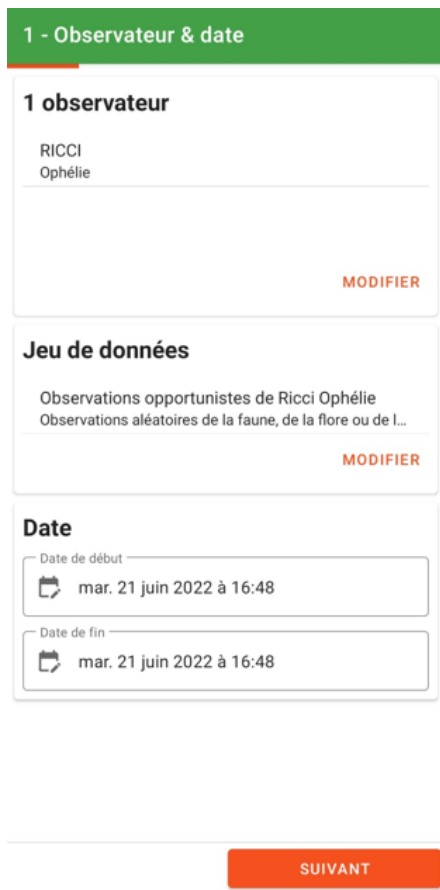 1 - Observateur & date
1 observateur
RICCI
Ophélie
MODIFIER
Jeu de données
Observations opportunistes de Ricci Ophélie
Observations aléatoires de la faune, de la flore ou de l...
MODIFIER
Date
Date de début
mar. 21 juin 2022 à 16:48
Date de fin
mar. 21 juin 2022 à 16:48
SUIVANT